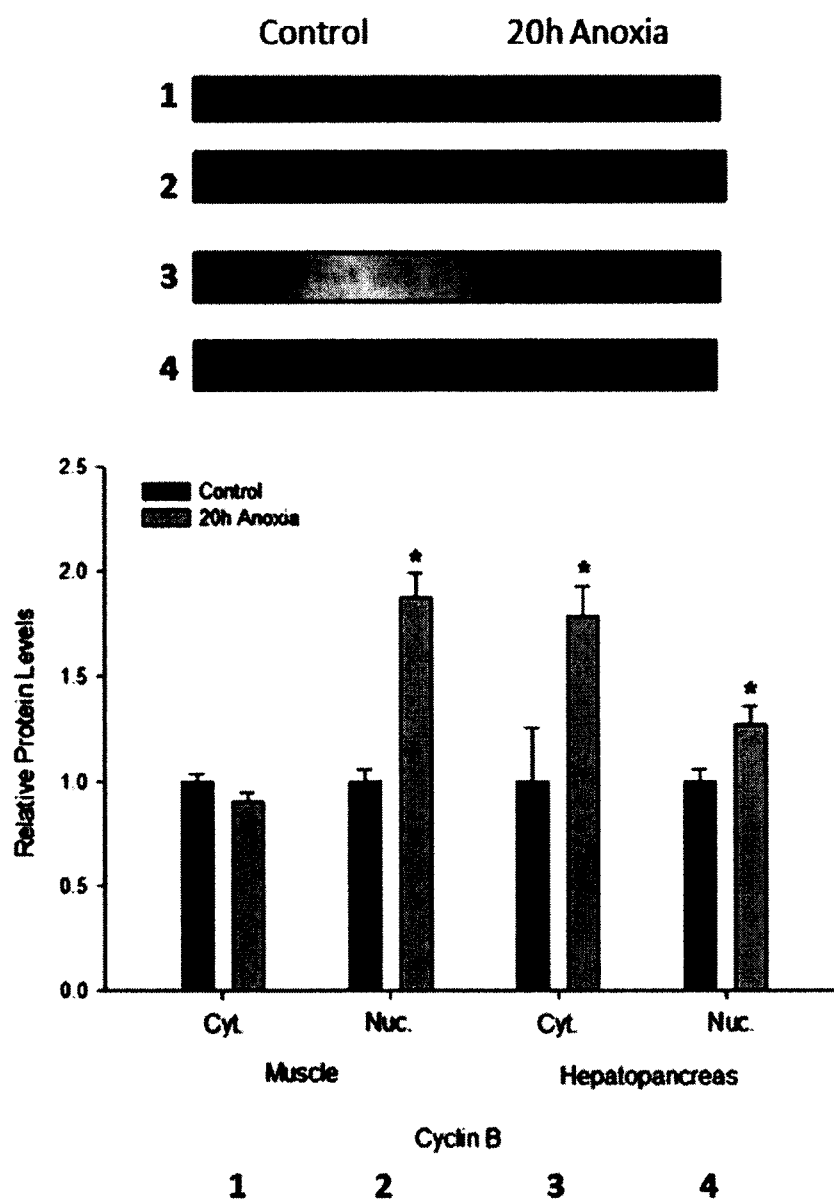 Control 20h Anoxia
1
2
3
4
2.5
Control
20h Anoxia
2.0
1.5
1.0
0.5
0.0
Relative Protein Levels
* * *
Cyt. Nuc. Cyt. Nuc.
Muscle Hepatopancreas
Cyclin B
1 2 3 4